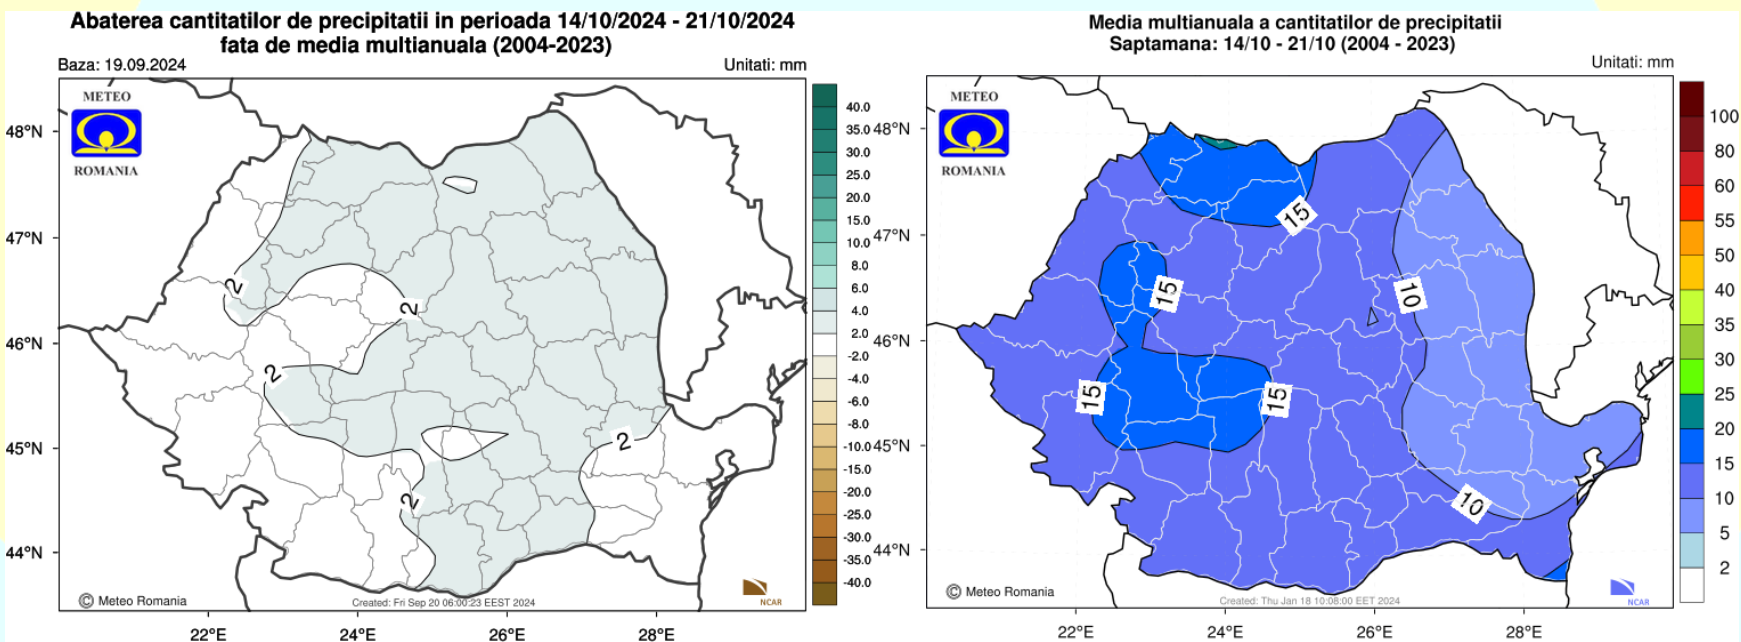 Abaterea cantitatilor de precipitatii in perioada 14/10/2024 - 21/10/2024
fata de media multianuala (2004-2023)
Baza: 19.09.2024
Unitati: mm
METEO
ROMANIA
48°N
47°N
46°N
45°N
44°N
2
2
2
2
2
40.0
35.0
30.0
25.0
20.0
15.0
10.0
8.0
6.0
4.0
2.0
-2.0
-4.0
-6.0
-8.0
-10.0
-15.0
-20.0
-25.0
-30.0
-35.0
-40.0
© Meteo Romania
Created: Fri Sep 20 06:00:23 EEST 2024
NCAR
22°E
24°E
26°E
28°E
Media multianuala a cantitatilor de precipitatii
Saptamana: 14/10 - 21/10 (2004 - 2023)
Unitati: mm
METEO
ROMANIA
48°N
47°N
46°N
45°N
44°N
15
15
10
15
15
10
100
80
60
55
50
40
35
30
25
20
15
10
5
2
© Meteo Romania
Created: Thu Jan 18 10:08:00 EET 2024
NCAR
22°E
24°E
26°E
28°E